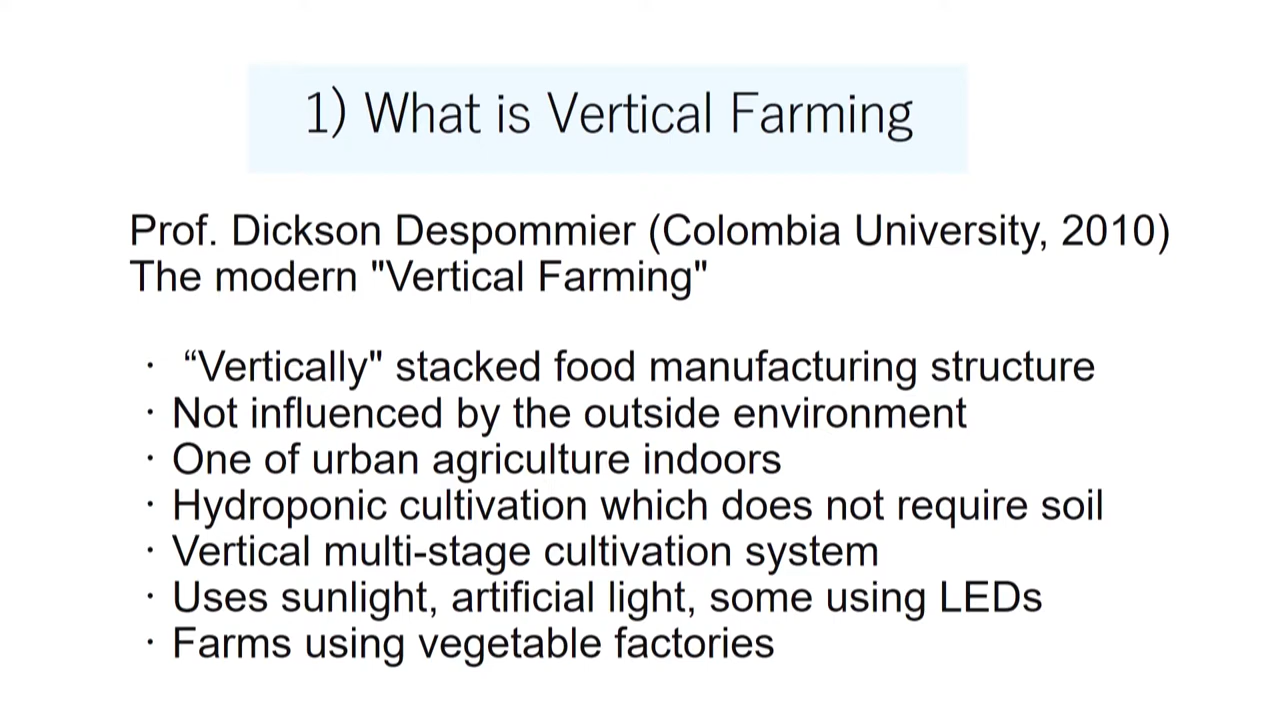 1) What is Vertical Farming
Prof. Dickson Despommier (Colombia University, 2010)
The modern "Vertical Farming"
· “Vertically" stacked food manufacturing structure
· Not influenced by the outside environment
· One of urban agriculture indoors
· Hydroponic cultivation which does not require soil
· Vertical multi-stage cultivation system
· Uses sunlight, artificial light, some using LEDs
· Farms using vegetable factories